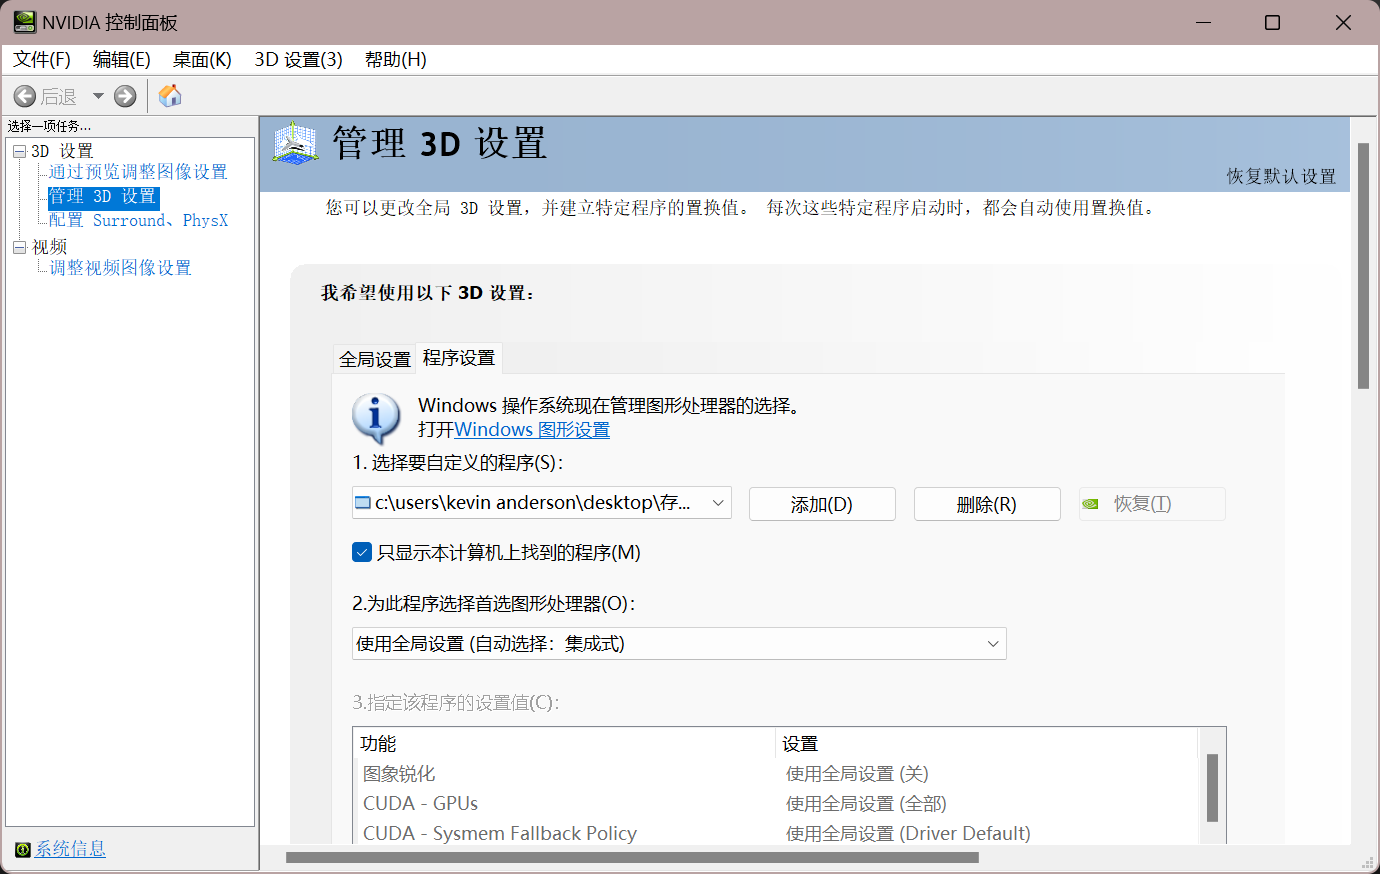 NVIDIA 控制面板
文件(F) 编辑(E) 桌面(K) 3D 设置(3) 帮助(H)
后退
选择一项任务...
3D 设置
通过预览调整图像设置
管理 3D 设置
配置 Surround、PhysX
视频
调整视频图像设置
系统信息
管理 3D 设置
恢复默认设置
您可以更改全局 3D 设置，并建立特定程序的置换值。 每次这些特定程序启动时，都会自动使用置换值。
我希望使用以下 3D 设置：
全局设置 程序设置
Windows 操作系统现在管理图形处理器的选择。
打开Windows 图形设置
1. 选择要自定义的程序(S)：
c:\users\kevin anderson\desktop\存... 添加(D) 删除(R) 恢复(T)
只显示本计算机上找到的程序(M)
2.为此程序选择首选图形处理器(O)：
使用全局设置 (自动选择：集成式)
3.指定该程序的设置值(C)：
功能 设置
图象锐化 使用全局设置 (关)
CUDA - GPUs 使用全局设置 (全部)
CUDA - Sysmem Fallback Policy 使用全局设置 (Driver Default)